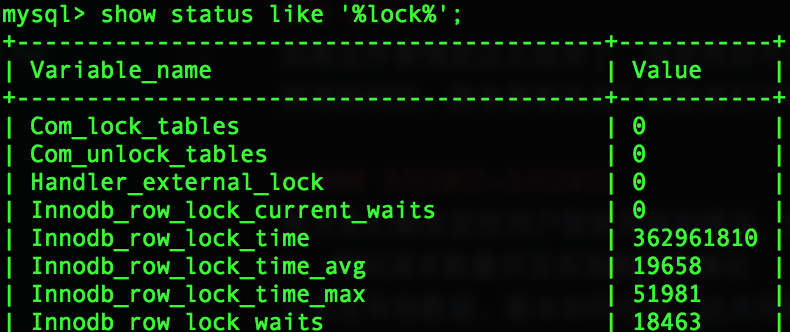 mysql> show status like '%lock%';
+------------------------------------------+-----------+
| Variable_name                            | Value     |
+------------------------------------------+-----------+
| Com_lock_tables                          | 0         |
| Com_unlock_tables                        | 0         |
| Handler_external_lock                    | 0         |
| Innodb_row_lock_current_waits            | 0         |
| Innodb_row_lock_time                     | 362961810 |
| Innodb_row_lock_time_avg                 | 19658     |
| Innodb_row_lock_time_max                 | 51981     |
| Innodb_row_lock_waits                    | 18463     |